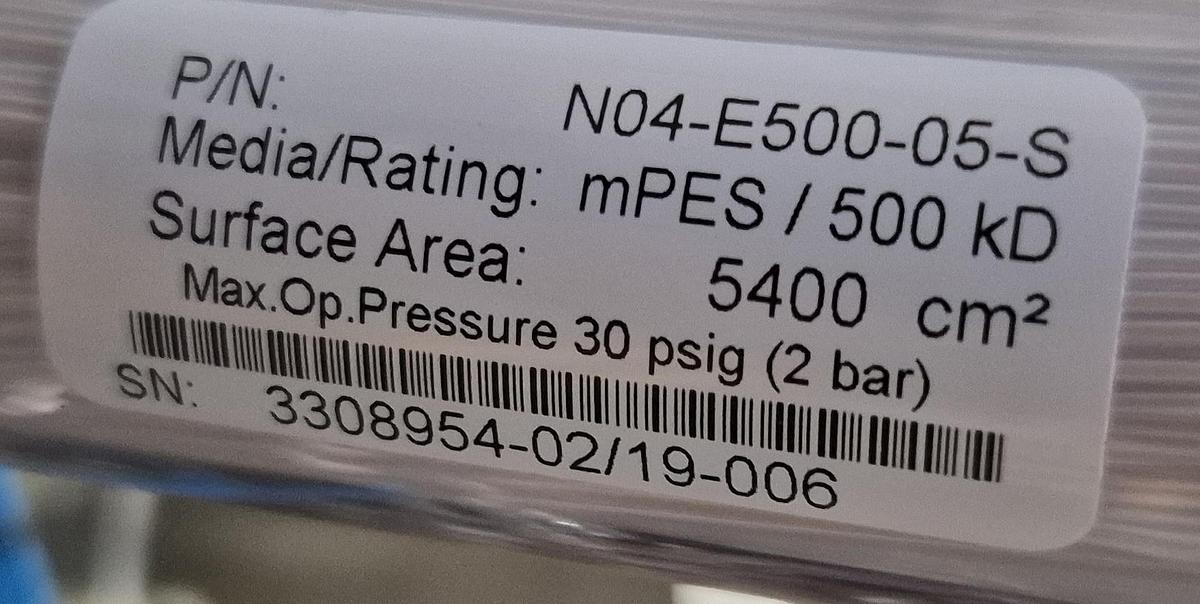 P/N: N04-E500-05-S
Media/Rating: mPES / 500 kD
Surface Area: 5400 cm²
Max.Op.Pressure 30 psig (2 bar)
SN: 3308954-02/19-006